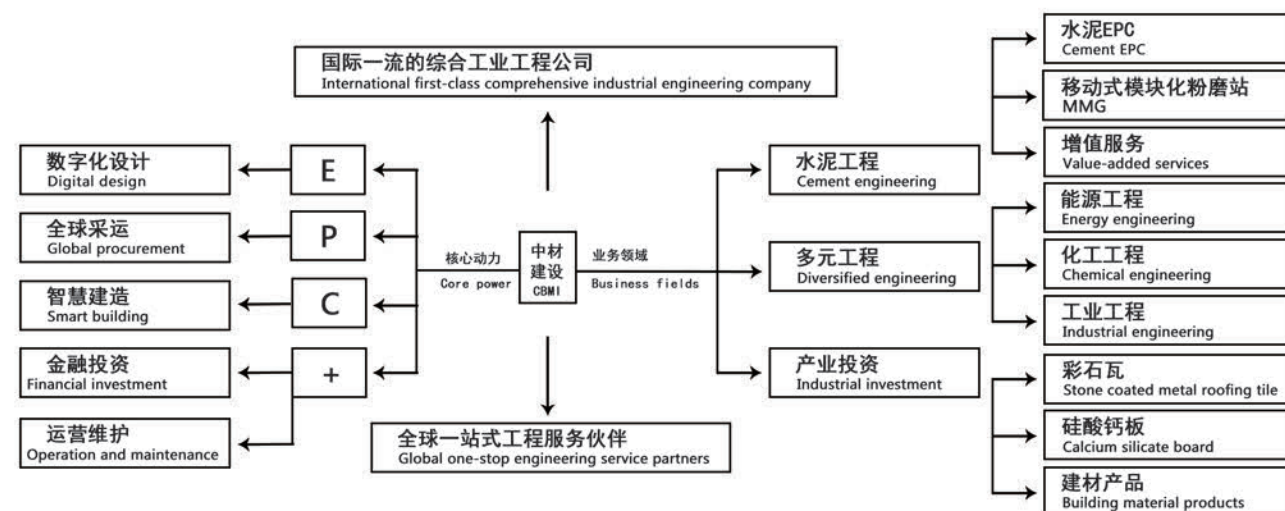 国际一流的综合工业工程公司
International first-class comprehensive industrial engineering company
数字化设计
Digital design
E
全球采运
Global procurement
P
智慧建造
Smart building
C
金融投资
Financial investment
+
运营维护
Operation and maintenance
核心动力
Core power
中材
建设
CBMI
业务领域
Business fields
全球一站式工程服务伙伴
Global one-stop engineering service partners
水泥工程
Cement engineering
多元工程
Diversified engineering
产业投资
Industrial investment
水泥EPC
Cement EPC
移动式模块化粉磨站
MMG
增值服务
Value-added services
能源工程
Energy engineering
化工工程
Chemical engineering
工业工程
Industrial engineering
彩石瓦
Stone coated metal roofing tile
硅酸钙板
Calcium silicate board
建材产品
Building material products